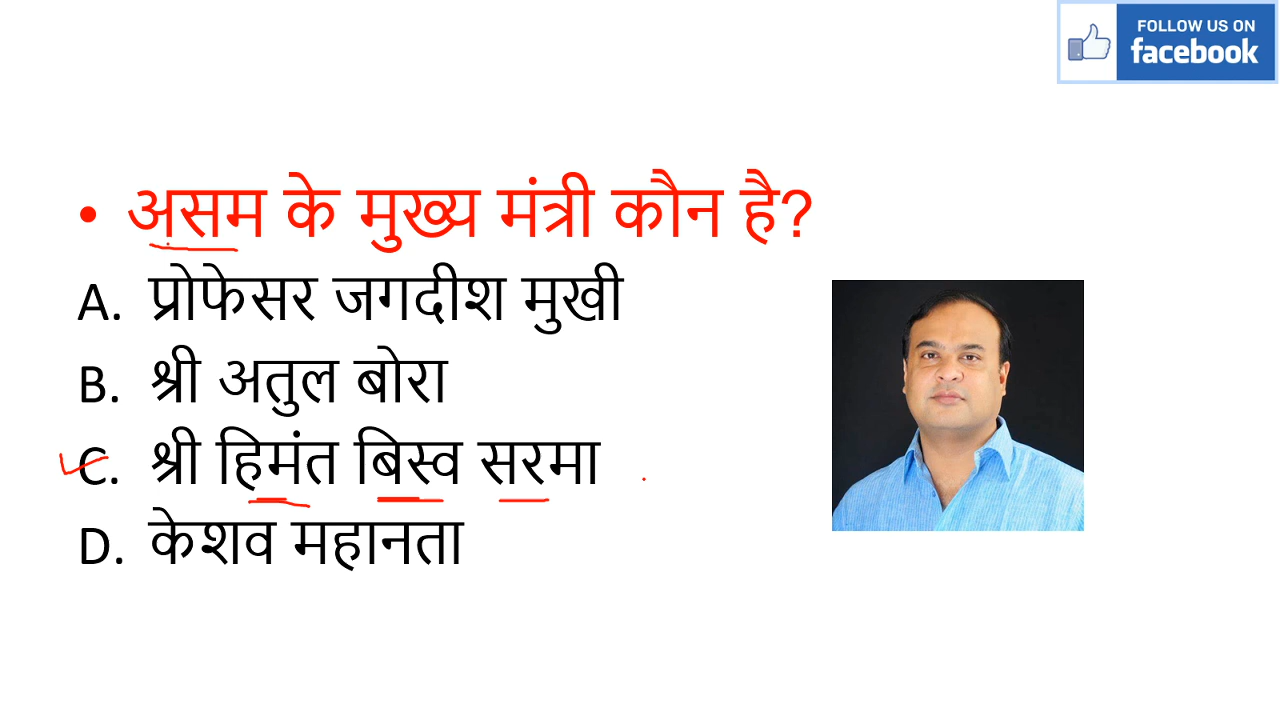 FOLLOW US ON
facebook
• असम के मुख्य मंत्री कौन है?
A. प्रोफेसर जगदीश मुखी
B. श्री अतुल बोरा
C. श्री हिमंत बिस्व सरमा
D. केशव महानता